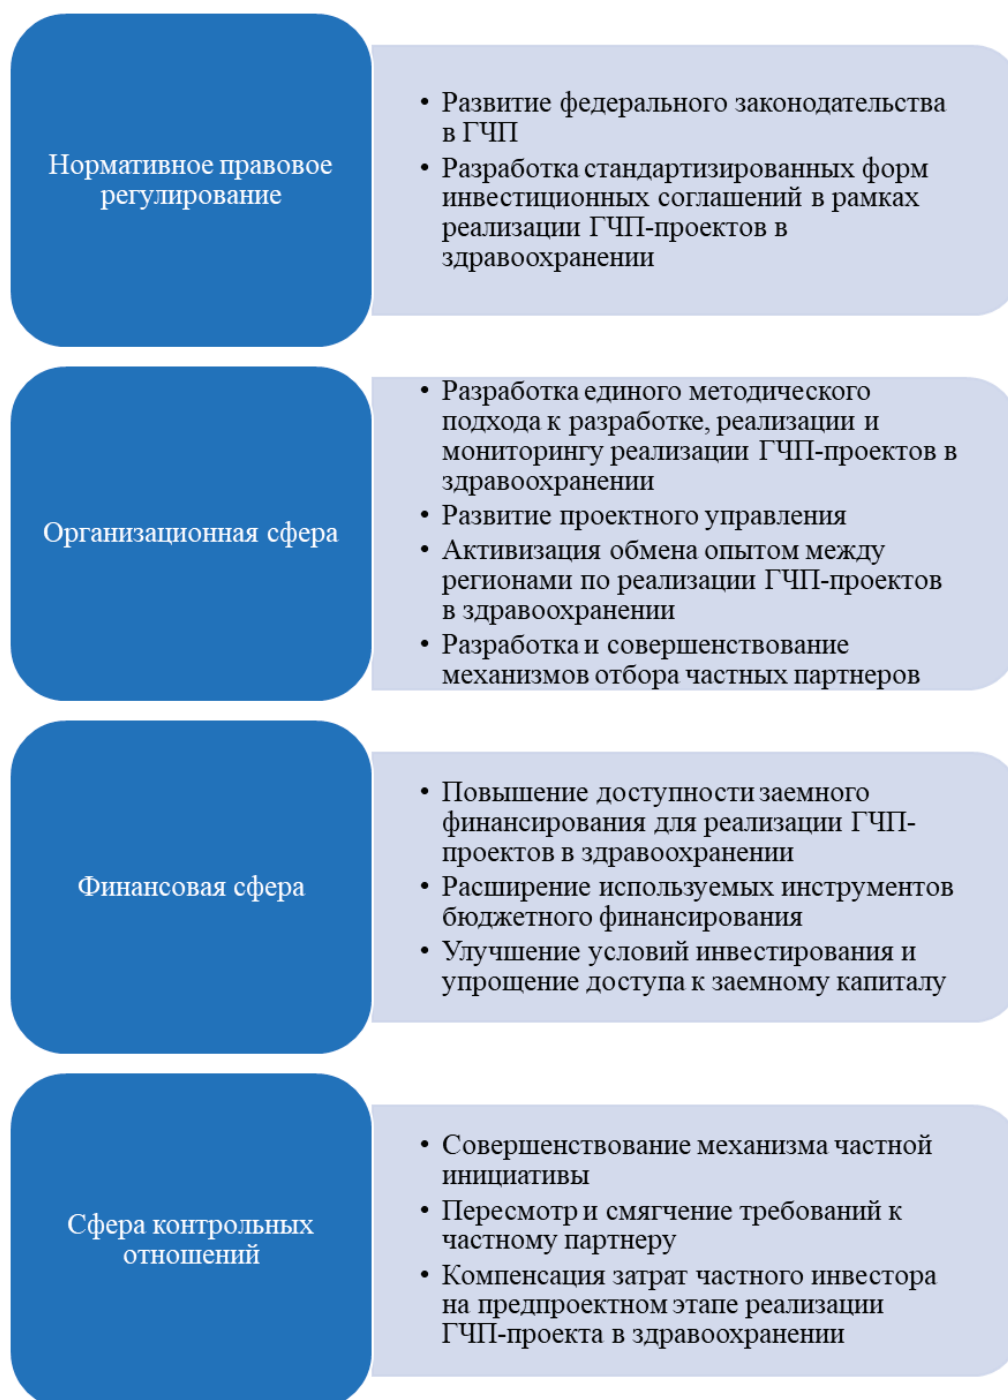 Нормативное правовое
регулирование
• Развитие федерального законодательства
в ГЧП
• Разработка стандартизированных форм
инвестиционных соглашений в рамках
реализации ГЧП-проектов в
здравоохранении
Организационная сфера
• Разработка единого методического
подхода к разработке, реализации и
мониторингу реализации ГЧП-проектов в
здравоохранении
• Развитие проектного управления
• Активизация обмена опытом между
регионами по реализации ГЧП-проектов
в здравоохранении
• Разработка и совершенствование
механизмов отбора частных партнеров
Финансовая сфера
• Повышение доступности заемного
финансирования для реализации ГЧП-
проектов в здравоохранении
• Расширение используемых инструментов
бюджетного финансирования
• Улучшение условий инвестирования и
упрощение доступа к заемному капиталу
Сфера контрольных
отношений
• Совершенствование механизма частной
инициативы
• Пересмотр и смягчение требований к
частному партнеру
• Компенсация затрат частного инвестора
на предпроектном этапе реализации
ГЧП-проекта в здравоохранении